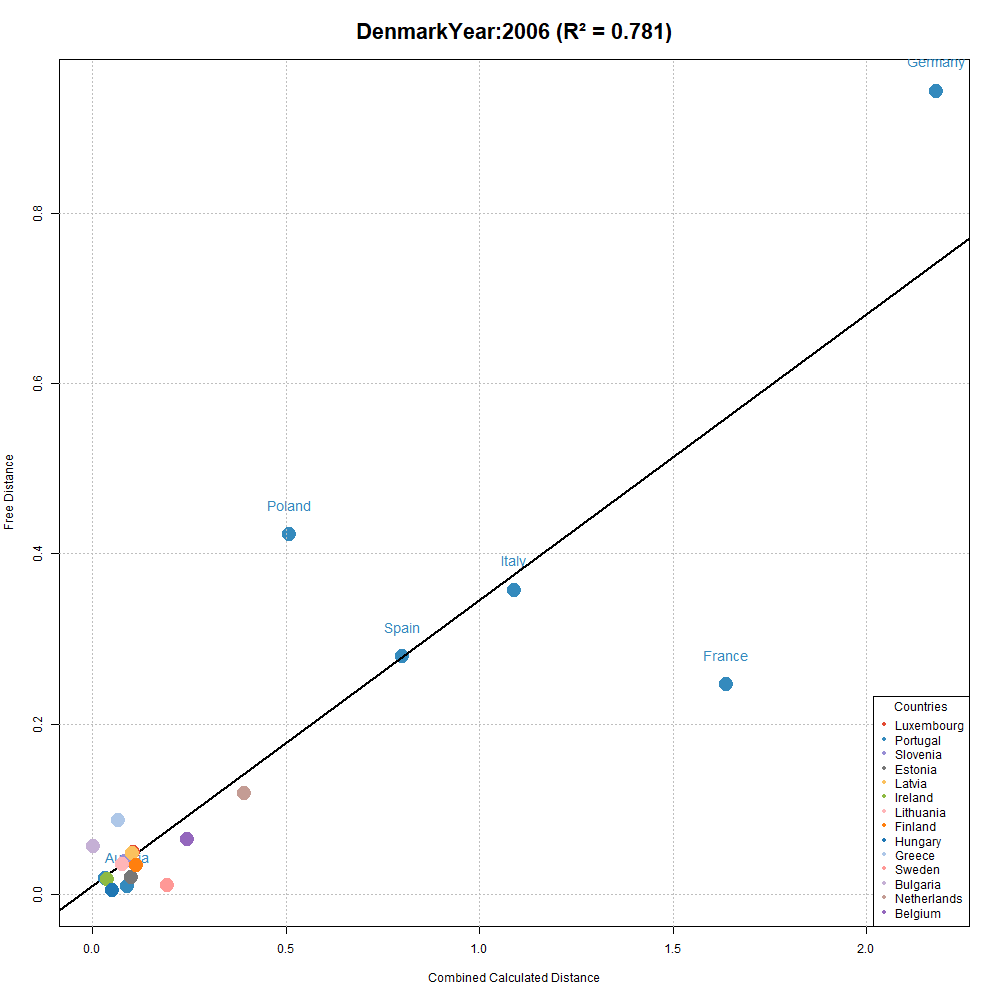 DenmarkYear:2006 (R² = 0.781)
Germany
Poland
Italy
Spain
France
Austria
Free Distance
0.8
0.6
0.4
0.2
0.0
0.0 0.5 1.0 1.5 2.0
Combined Calculated Distance
Countries
Luxembourg
Portugal
Slovenia
Estonia
Latvia
Ireland
Lithuania
Finland
Hungary
Greece
Sweden
Bulgaria
Netherlands
Belgium